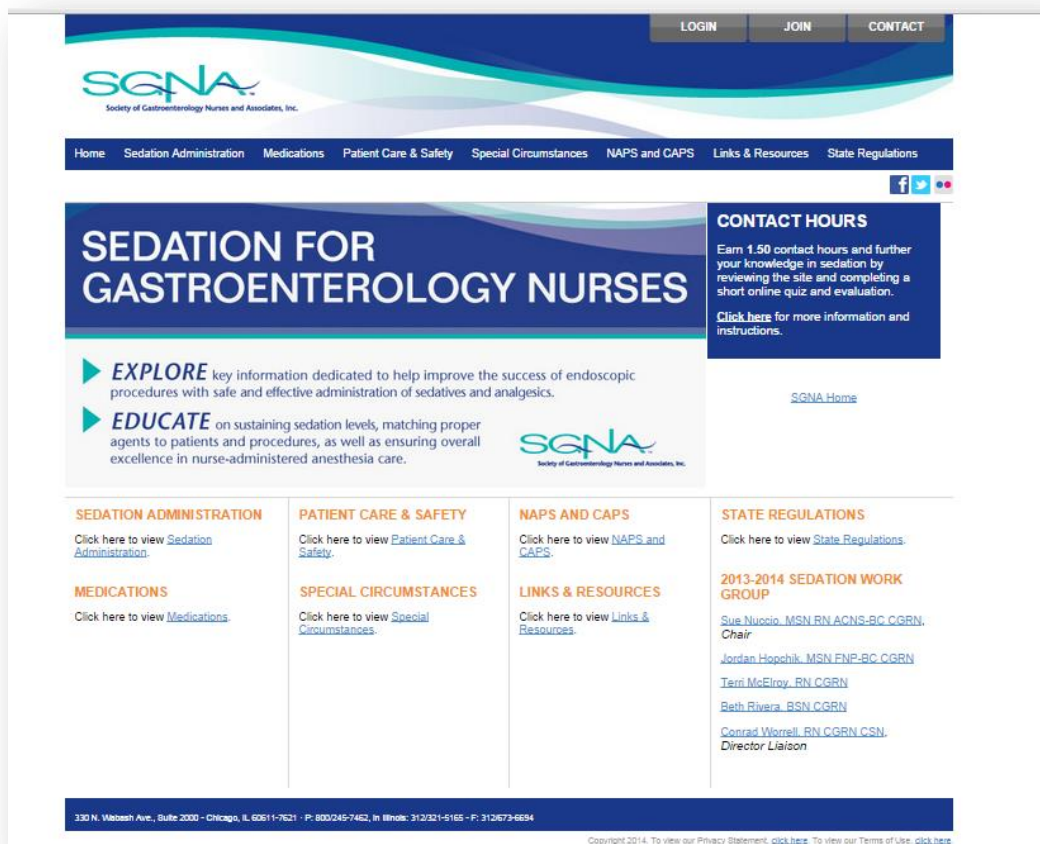 LOGIN JOIN CONTACT
SGNA™
Society of Gastroenterology Nurses and Associates, Inc.
Home Sedation Administration Medications Patient Care & Safety Special Circumstances NAPS and CAPS Links & Resources State Regulations
SEDATION FOR
GASTROENTEROLOGY NURSES
EXPLORE key information dedicated to help improve the success of endoscopic
procedures with safe and effective administration of sedatives and analgesics.
EDUCATE on sustaining sedation levels, matching proper
agents to patients and procedures, as well as ensuring overall
excellence in nurse-administered anesthesia care.
SGNA™
Society of Gastroenterology Nurses and Associates, Inc.
CONTACT HOURS
Earn 1.50 contact hours and further
your knowledge in sedation by
reviewing the site and completing a
short online quiz and evaluation.
Click here for more information and
instructions.
SGNA Home
SEDATION ADMINISTRATION
Click here to view Sedation
Administration.
MEDICATIONS
Click here to view Medications.
PATIENT CARE & SAFETY
Click here to view Patient Care &
Safety.
SPECIAL CIRCUMSTANCES
Click here to view Special
Circumstances.
NAPS AND CAPS
Click here to view NAPS and
CAPS.
LINKS & RESOURCES
Click here to view Links &
Resources.
STATE REGULATIONS
Click here to view State Regulations.
2013-2014 SEDATION WORK
GROUP
Sue Nuccio, MSN RN ACNS-BC CGRN,
Chair
Jordan Hopchik, MSN FNP-BC CGRN
Terri McElroy, RN CGRN
Beth Rivera, BSN CGRN
Conrad Worrell, RN CGRN CSN,
Director Liaison
330 N. Wabash Ave., Suite 2000 - Chicago, IL 60611-7621 · P: 800/245-7462, In Illinois: 312/321-5165 - F: 312/673-6694
Copyright 2014. To view our Privacy Statement, click here. To view our Terms of Use, click here.